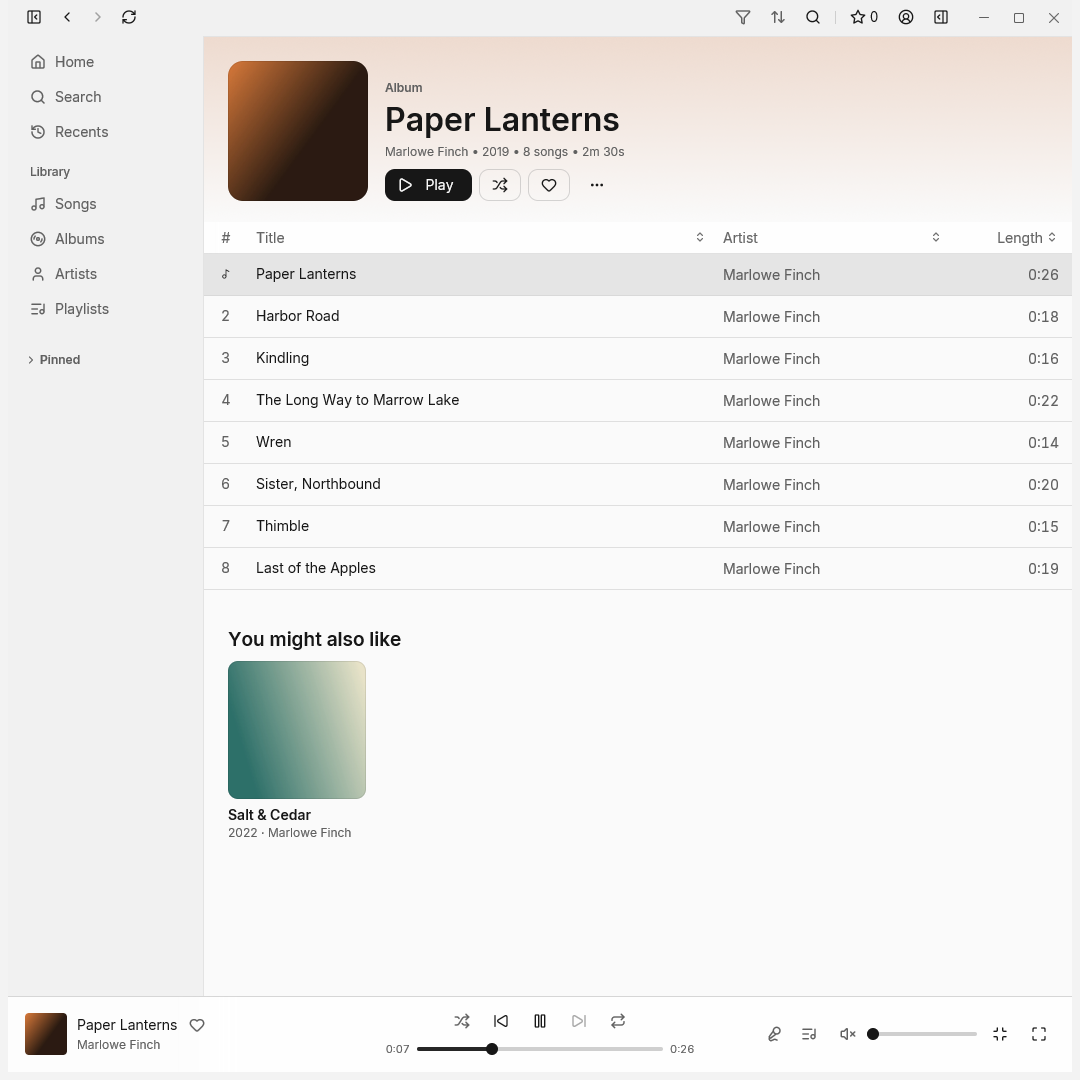 0
Home
Search
Recents
Library
Songs
Albums
Artists
Playlists
Pinned
Album
Paper Lanterns
Marlowe Finch • 2019 • 8 songs • 2m 30s
Play
# Title Artist Length
Paper Lanterns Marlowe Finch 0:26
2 Harbor Road Marlowe Finch 0:18
3 Kindling Marlowe Finch 0:16
4 The Long Way to Marrow Lake Marlowe Finch 0:22
5 Wren Marlowe Finch 0:14
6 Sister, Northbound Marlowe Finch 0:20
7 Thimble Marlowe Finch 0:15
8 Last of the Apples Marlowe Finch 0:19
You might also like
Salt & Cedar
2022 · Marlowe Finch
Paper Lanterns
Marlowe Finch
0:07 0:26